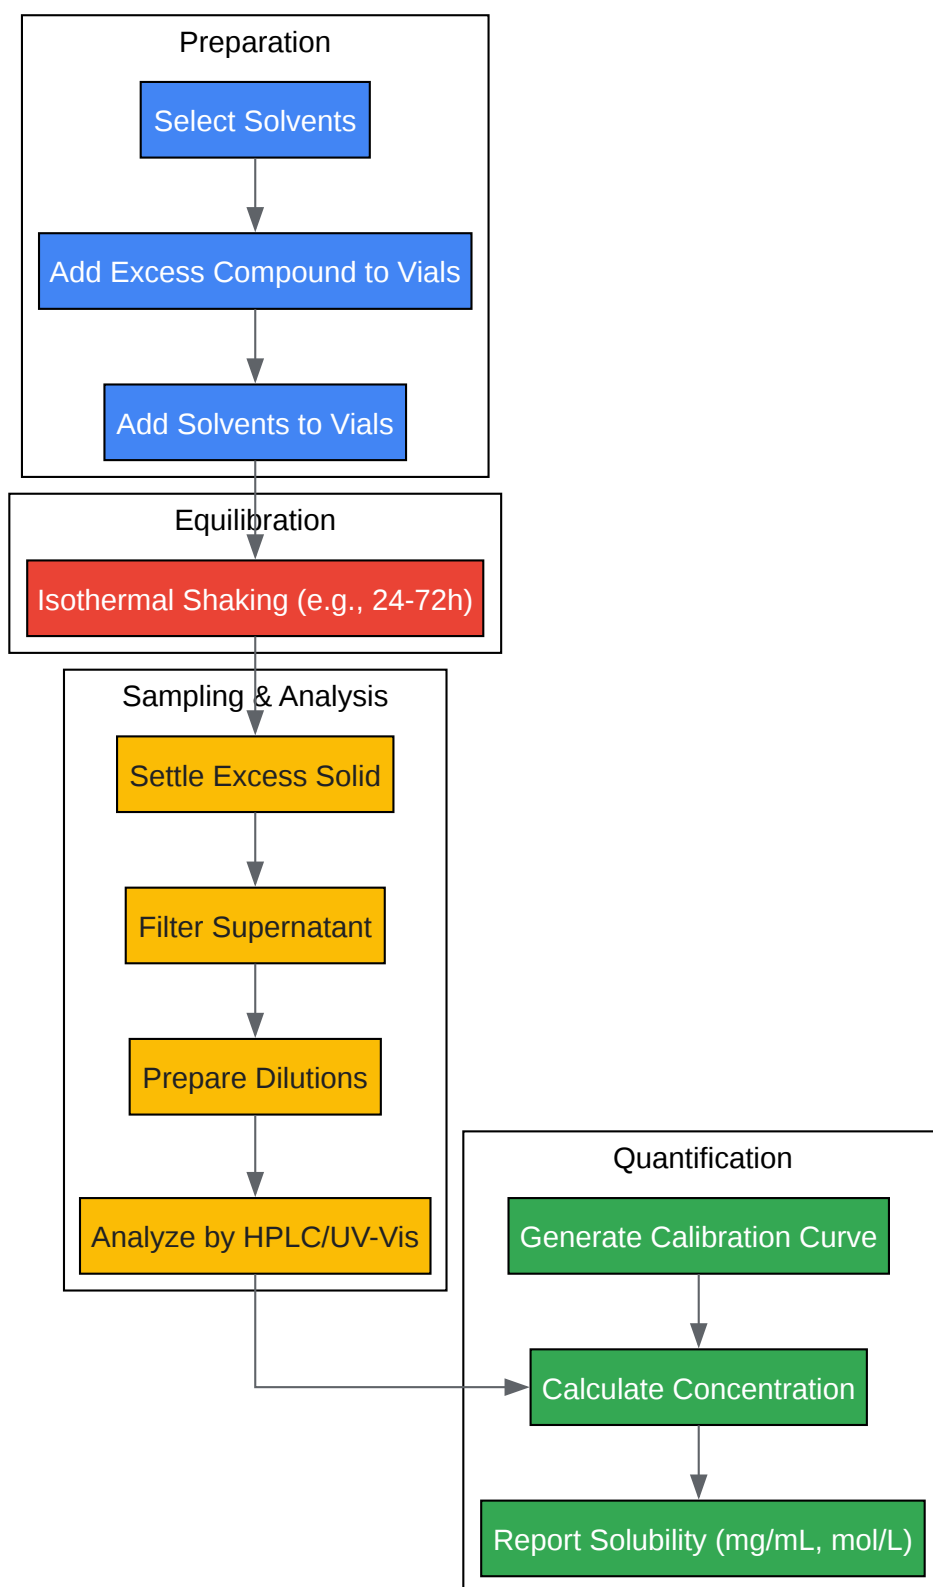 Preparation
Select Solvents
Add Excess Compound to Vials
Add Solvents to Vials
Equilibration
Isothermal Shaking (e.g., 24-72h)
Sampling & Analysis
Settle Excess Solid
Filter Supernatant
Prepare Dilutions
Analyze by HPLC/UV-Vis
Quantification
Generate Calibration Curve
Calculate Concentration
Report Solubility (mg/mL, mol/L)